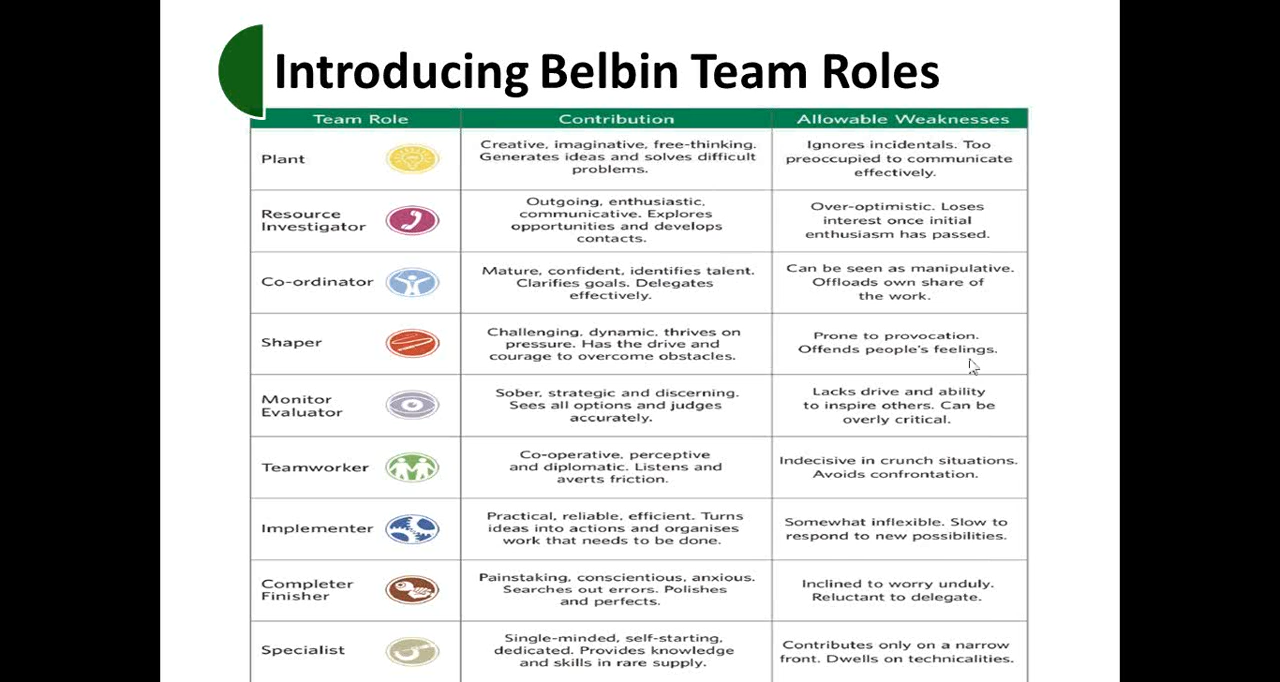 Introducing Belbin Team Roles
Team Role
Contribution
Allowable Weaknesses
Plant
Creative, imaginative, free-thinking.
Generates ideas and solves difficult
problems.
Ignores incidentals. Too
preoccupied to communicate
effectively.
Resource
Investigator
Outgoing, enthusiastic,
communicative. Explores
opportunities and develops
contacts.
Over-optimistic. Loses
interest once initial
enthusiasm has passed.
Co-ordinator
Mature, confident, identifies talent.
Clarifies goals. Delegates
effectively.
Can be seen as manipulative.
Offloads own share of
the work.
Shaper
Challenging, dynamic, thrives on
pressure. Has the drive and
courage to overcome obstacles.
Prone to provocation.
Offends people's feelings.
Monitor
Evaluator
Sober, strategic and discerning.
Sees all options and judges
accurately.
Lacks drive and ability
to inspire others. Can be
overly critical.
Teamworker
Co-operative, perceptive
and diplomatic. Listens and
averts friction.
Indecisive in crunch situations.
Avoids confrontation.
Implementer
Practical, reliable, efficient. Turns
ideas into actions and organises
work that needs to be done.
Somewhat inflexible. Slow to
respond to new possibilities.
Completer
Finisher
Painstaking, conscientious, anxious.
Searches out errors. Polishes
and perfects.
Inclined to worry unduly.
Reluctant to delegate.
Specialist
Single-minded, self-starting,
dedicated. Provides knowledge
and skills in rare supply.
Contributes only on a narrow
front. Dwells on technicalities.